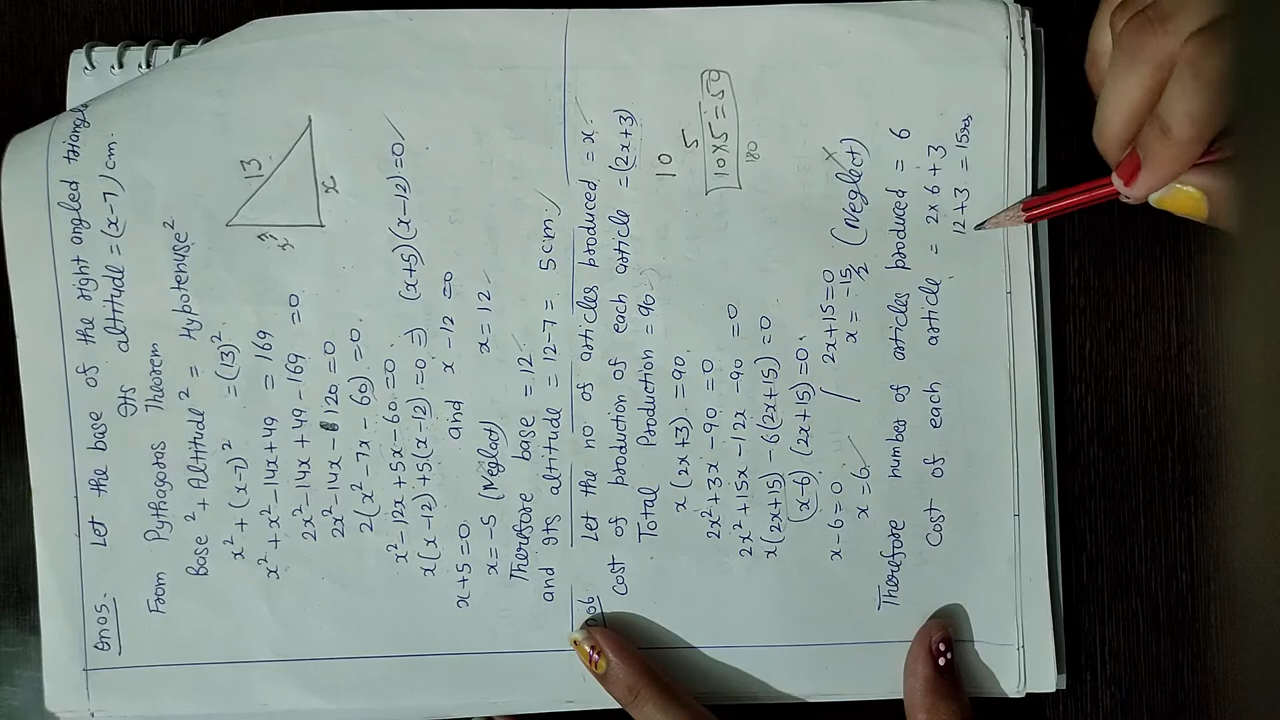 Qno5. Let the base of the right angled triangle
Its altitude = (x-7) cm.
From Pythagoras Theorem
Base² + Altitude² = Hypotenuse²
x² + (x-7)² = (13)²
x² + x² - 14x + 49 = 169
2x² - 14x + 49 - 169 = 0
2x² - 14x - 120 = 0
2(x² - 7x - 60) = 0.
13
x
x² - 12x + 5x - 60 = 0
x(x-12) + 5(x-12) = 0 ⇒ (x+5)(x-12) = 0 ✓
x+5 = 0 and x - 12 = 0
x = -5 (Neglect) x = 12
Therefore base = 12
and Its altitude = 12-7 = 5cm. ✓
no6 Let the no of articles produced = x.
Cost of production of each article = (2x+3)
Total Production = 90
x(2x+3) = 90
2x² + 3x - 90 = 0
2x² + 15x - 12x - 90 = 0
x(2x+15) - 6(2x+15) = 0
(x-6) (2x+15) = 0.
10 5
10 x 5 = 50
180
x - 6 = 0 / 2x+15 = 0
x = 6. x = -15/2 (Neglect)
Therefore number of articles produced = 6
Cost of each article = 2x6+3
12+3 = 15rs